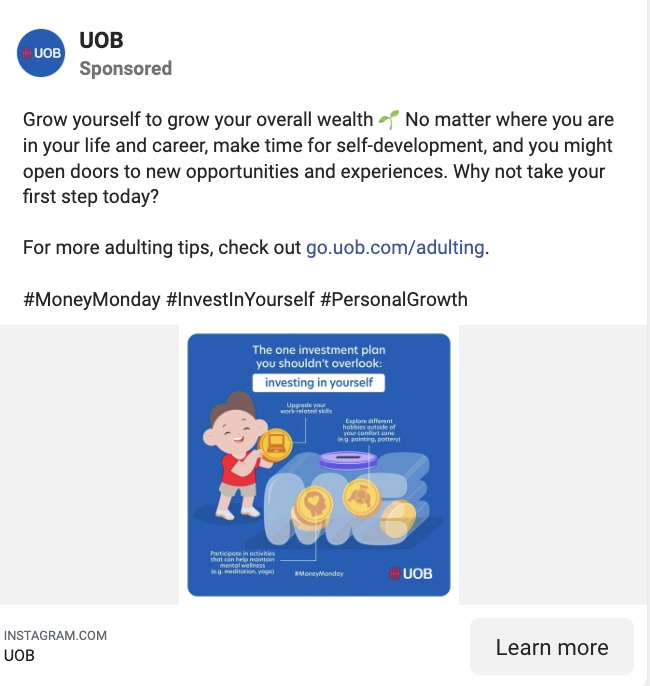 UOB
UOB
Sponsored
Grow yourself to grow your overall wealth 🌱 No matter where you are
in your life and career, make time for self-development, and you might
open doors to new opportunities and experiences. Why not take your
first step today?
For more adulting tips, check out go.uob.com/adulting.
#MoneyMonday #InvestInYourself #PersonalGrowth
The one investment plan
you shouldn't overlook:
investing in yourself
Upgrade your
work-related skills
Explore different
hobbies outside of
your comfort zone
(e.g. painting, pottery)
ME
Participate in activities
that can help maintain
mental wellness
(e.g. meditation, yoga)
#MoneyMonday
UOB
INSTAGRAM.COM
UOB
Learn more